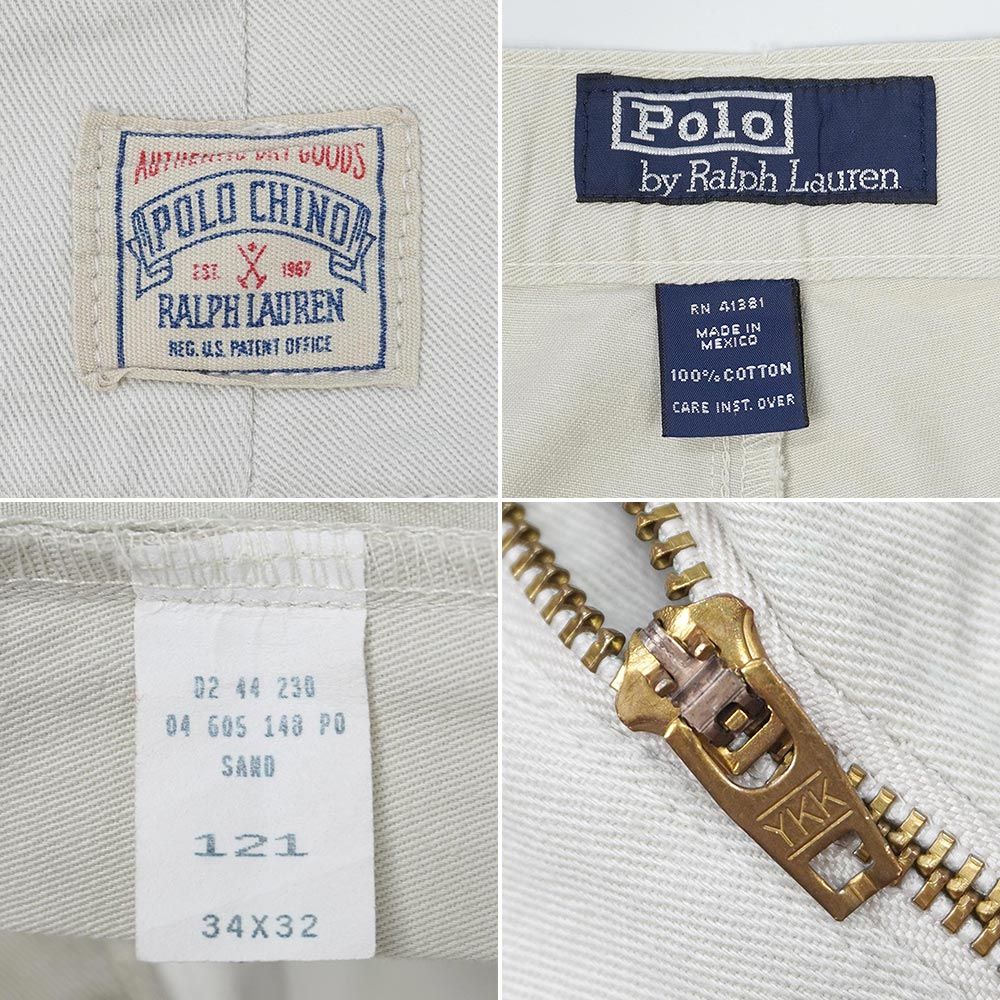 AUTHENTIC DRY GOODS
POLO CHINO
EST. 1967
RALPH LAUREN
REG. U.S. PATENT OFFICE
Polo
by Ralph Lauren
RN 41381
MADE IN
MEXICO
100% COTTON
CARE INST. OVER
02 44 230
04 605 148 PO
SAND
121
34X32
YKK